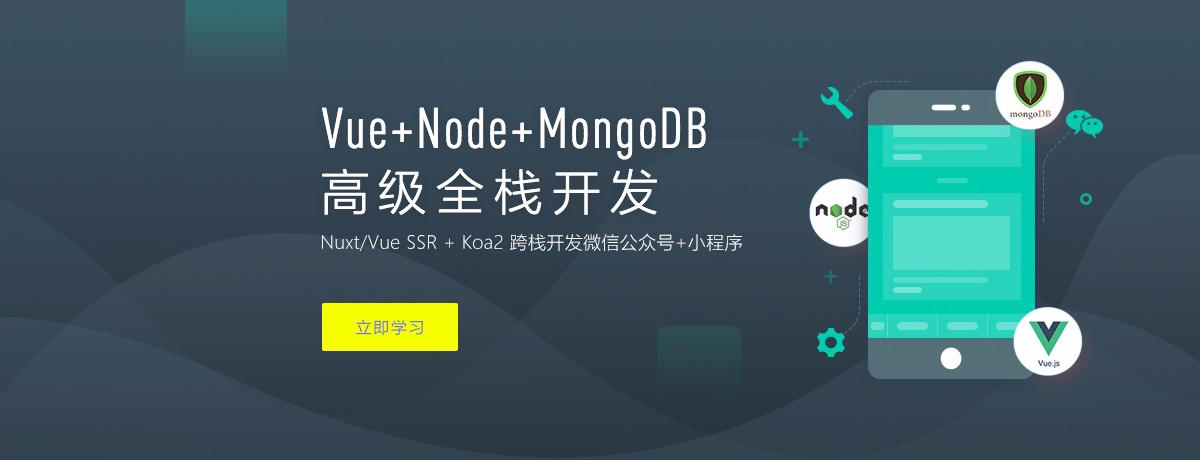 Vue+Node+MongoDB
高级全栈开发
Nuxt/Vue SSR + Koa2 跨栈开发微信公众号+小程序
立即学习
mongoDB
node
JS
Vue.js